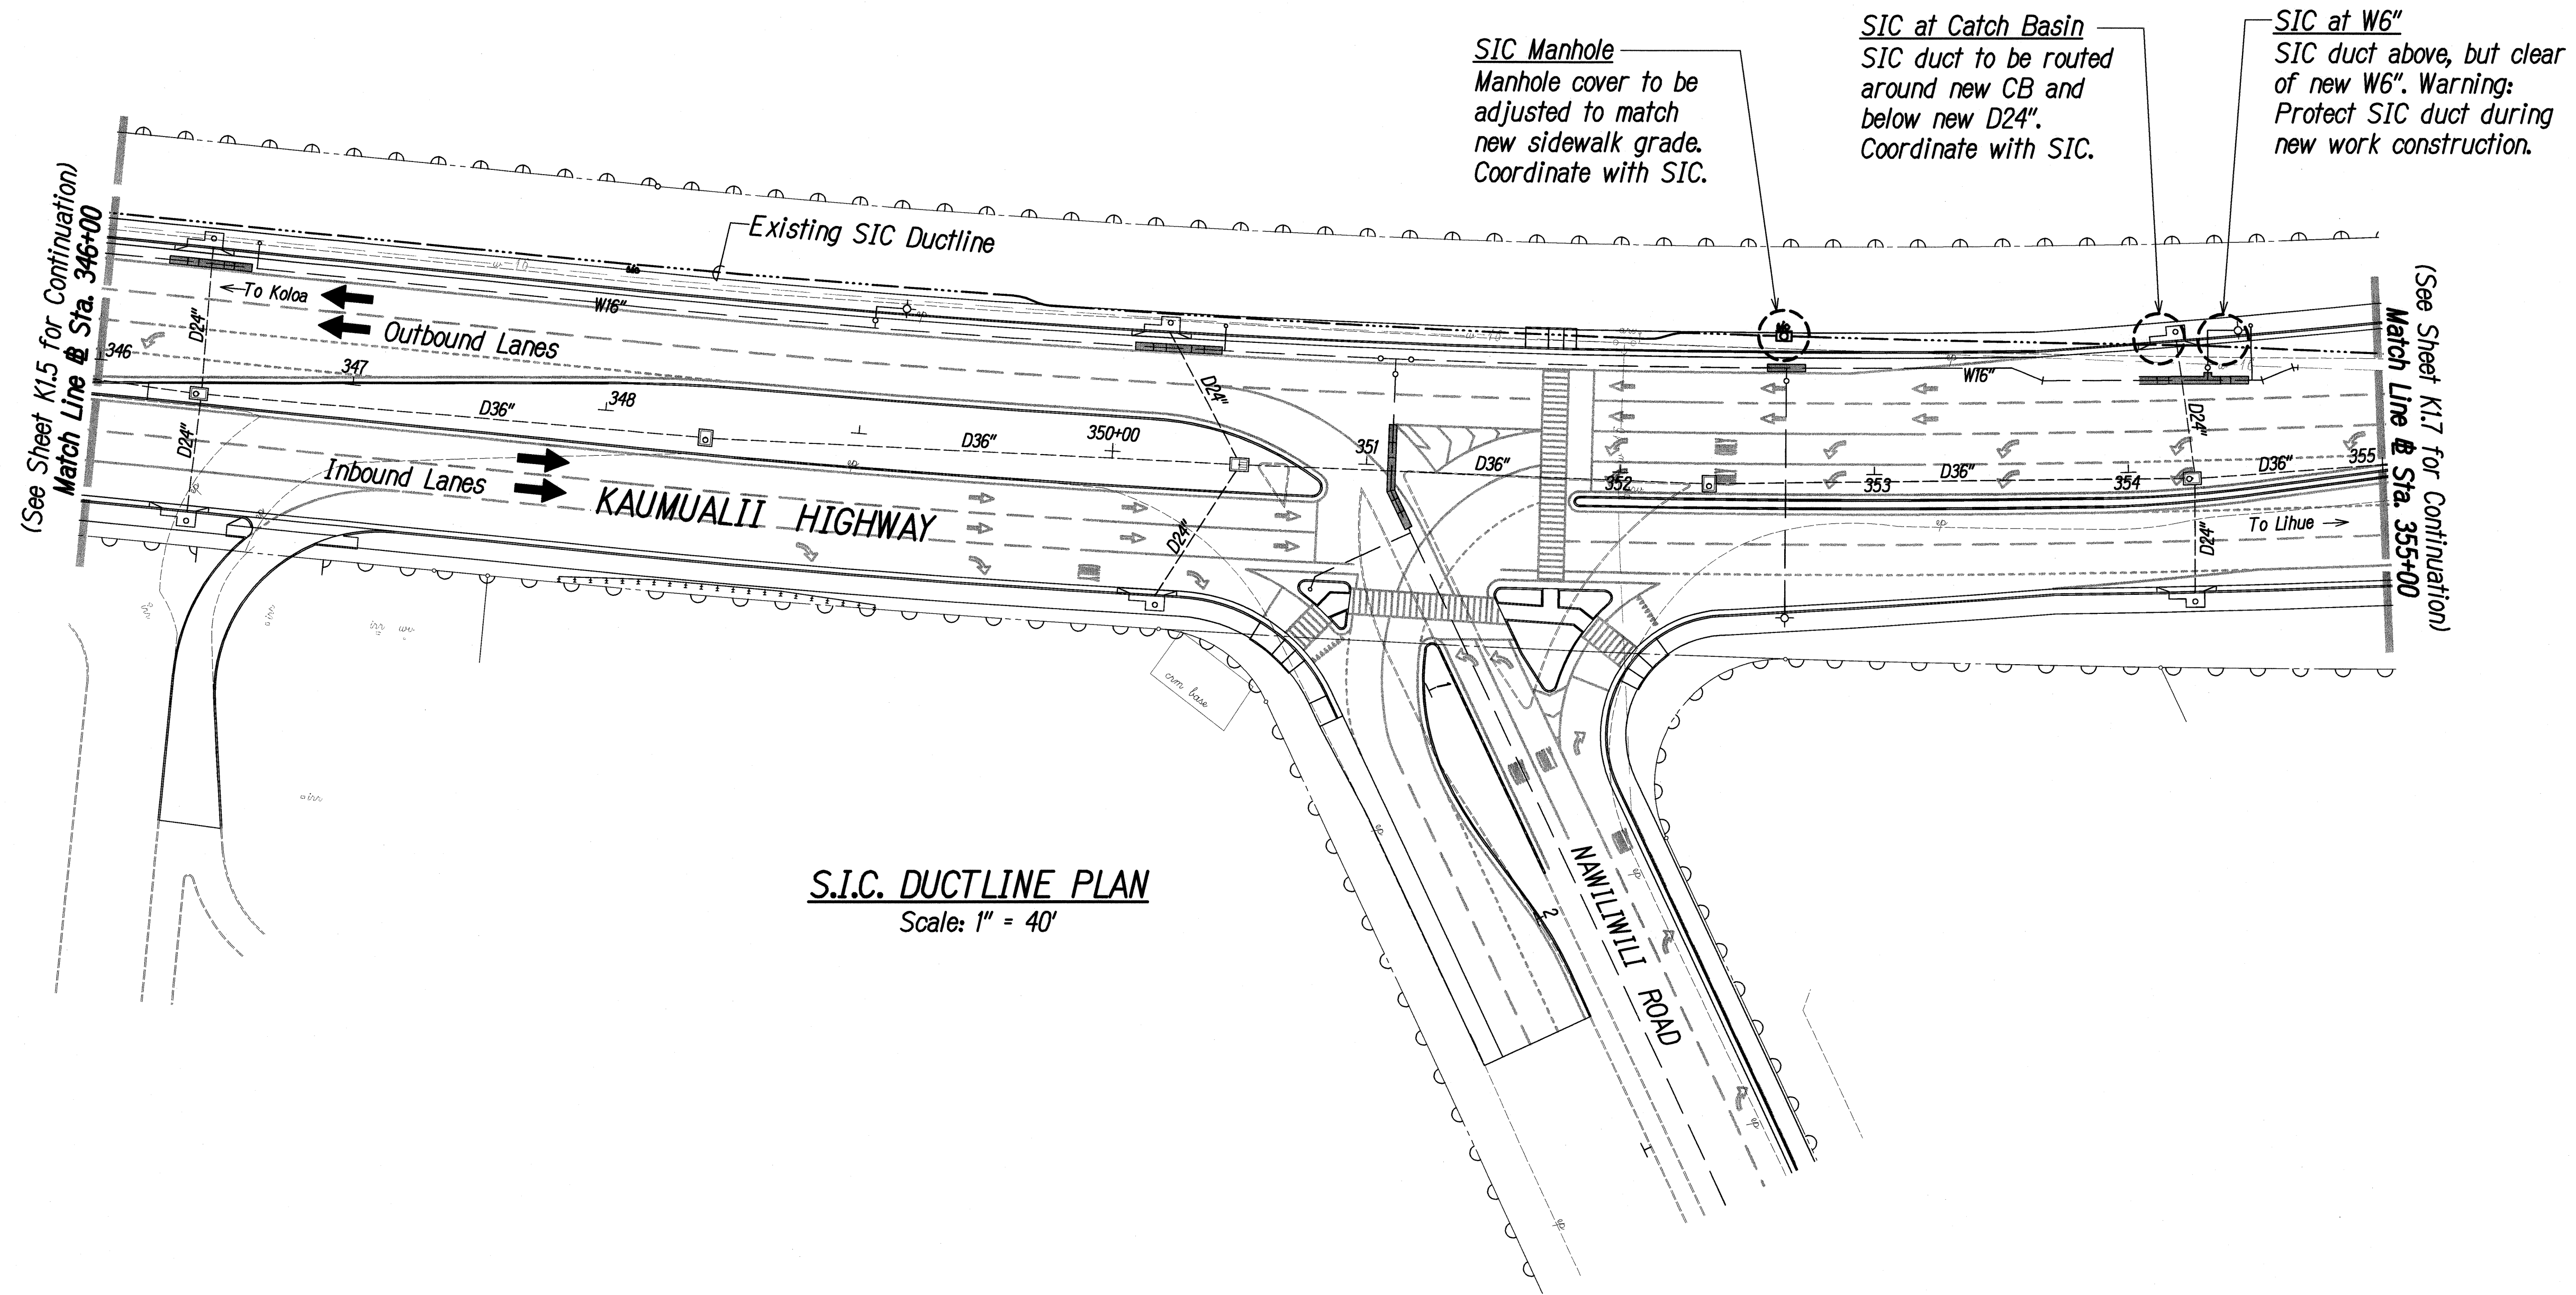 SIC Manhole
Manhole cover to be
adjusted to match
new sidewalk grade.
Coordinate with SIC.
SIC at Catch Basin
SIC duct to be routed
around new CB and
below new D24".
Coordinate with SIC.
SIC at W6"
SIC duct above, but clear
of new W6". Warning:
Protect SIC duct during
new work construction.
(See Sheet K1.5 for Continuation)
Match Line ⅊ Sta. 346+00
Existing SIC Ductline
To Koloa
Outbound Lanes
W16"
D24"
346
347
348
D36"
D36"
350+00
D24"
351
D36"
352
353
D36"
354
D36"
355
W16"
D24"
D24"
Inbound Lanes
KAUMUALII HIGHWAY
D24"
To Lihue
D24"
(See Sheet K1.7 for Continuation)
Match Line ⅊ Sta. 355+00
crm base
1
2
NAWILIWILI ROAD
S.I.C. DUCTLINE PLAN
Scale: 1" = 40'